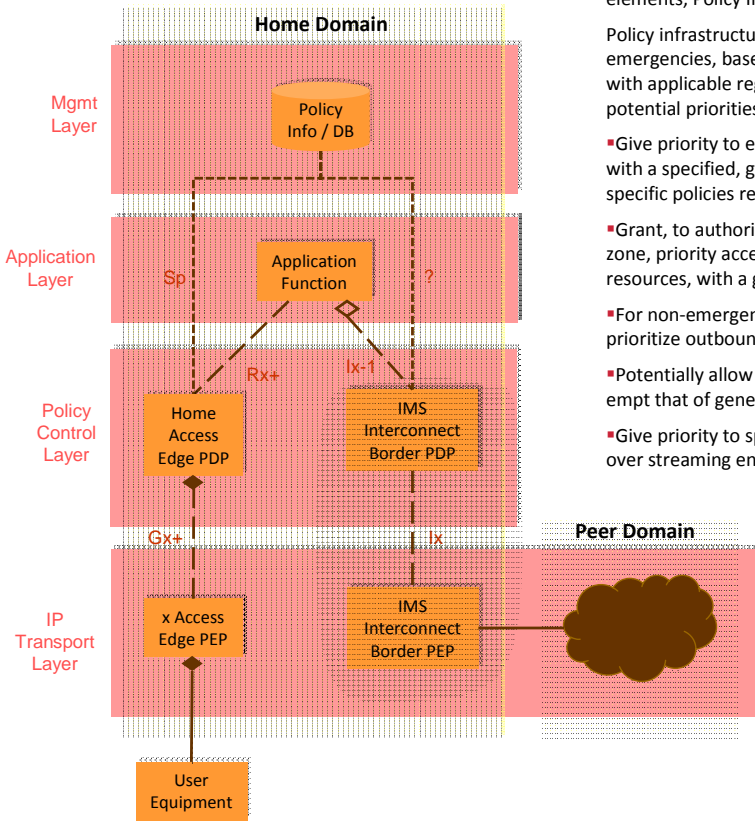 elements, Policy I
Home Domain
Policy infrastructu
emergencies, base
with applicable reg
potential priorities
Mgmt
Layer
Policy
Info / DB
▪Give priority to e
with a specified, g
specific policies re
▪Grant, to authori
zone, priority acce
resources, with a g
Application
Layer
Sp
Application
Function
?
▪For non-emergen
prioritize outboun
Rx+
Ix-1
▪Potentially allow
empt that of gene
Policy
Control
Layer
Home
Access
Edge PDP
IMS
Interconnect
Border PDP
▪Give priority to sp
over streaming en
Gx+
Ix
Peer Domain
IP
Transport
Layer
x Access
Edge PEP
IMS
Interconnect
Border PEP
User
Equipment